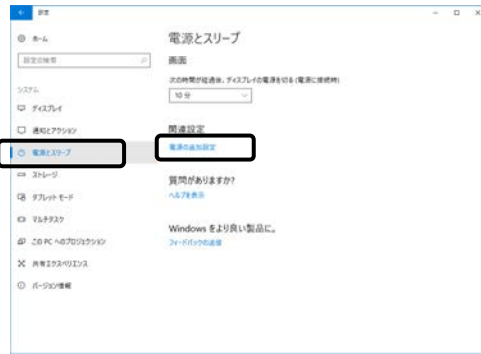 設定
ホーム
設定の検索
システム
ディスプレイ
通知とアクション
電源とスリープ
ストレージ
タブレット モード
マルチタスク
この PC へのプロジェクション
共有エクスペリエンス
バージョン情報
電源とスリープ
画面
次の時間が経過後、ディスプレイの電源を切る (電源に接続時)
10 分
関連設定
電源の追加設定
質問がありますか?
ヘルプを表示
Windows をより良い製品に。
フィードバックの送信